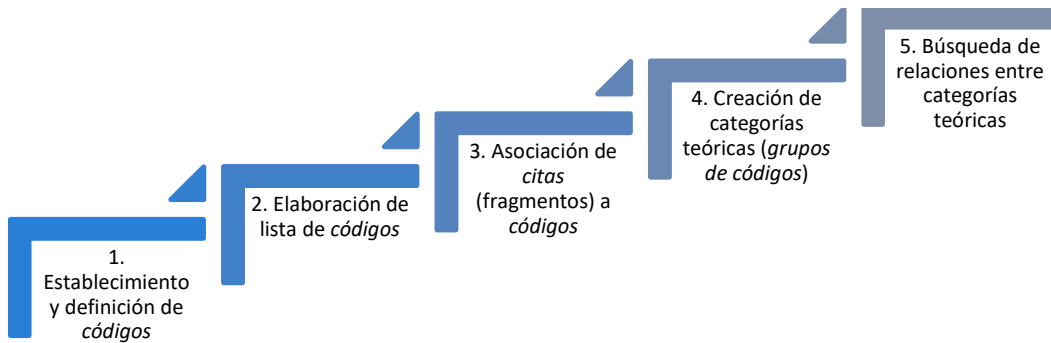 1.
Establecimiento
y definición de
códigos
2. Elaboración de
lista de códigos
3. Asociación de
citas
(fragmentos) a
códigos
4. Creación de
categorías
teóricas (grupos
de códigos)
5. Búsqueda de
relaciones entre
categorías
teóricas